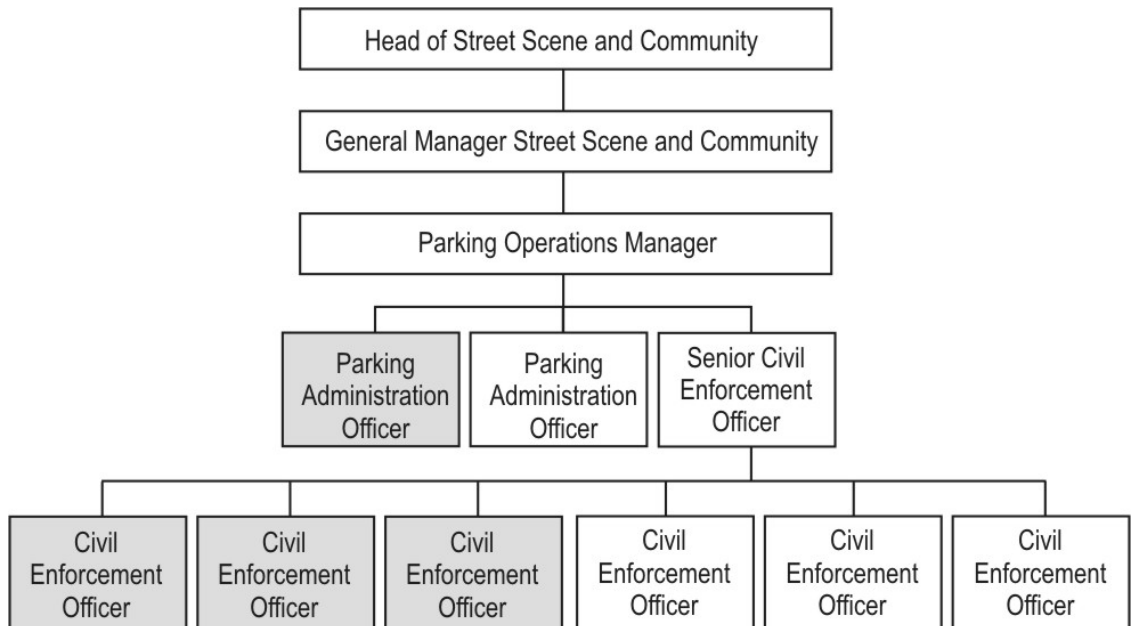 Head of Street Scene and Community
General Manager Street Scene and Community
Parking Operations Manager
Parking
Administration
Officer
Parking
Administration
Officer
Senior Civil
Enforcement
Officer
Civil
Enforcement
Officer
Civil
Enforcement
Officer
Civil
Enforcement
Officer
Civil
Enforcement
Officer
Civil
Enforcement
Officer
Civil
Enforcement
Officer